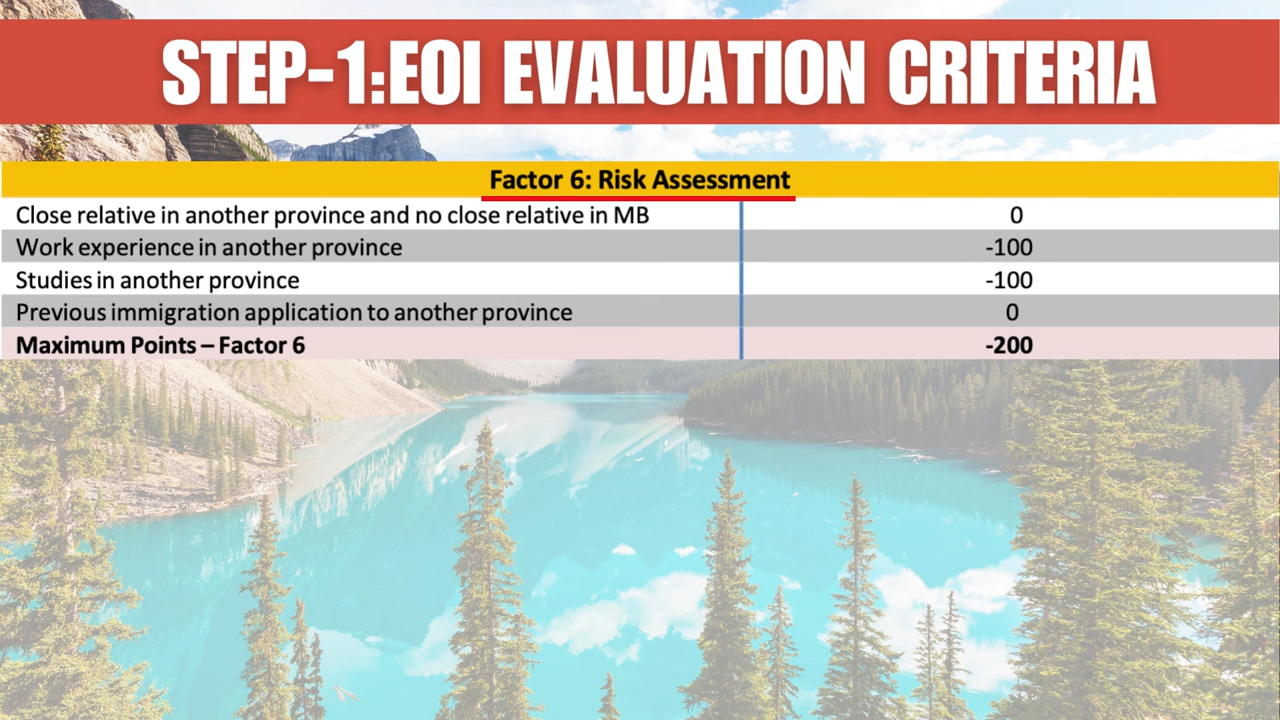 STEP-1:EOI EVALUATION CRITERIA
Factor 6: Risk Assessment
Close relative in another province and no close relative in MB 0
Work experience in another province -100
Studies in another province -100
Previous immigration application to another province 0
Maximum Points – Factor 6 -200